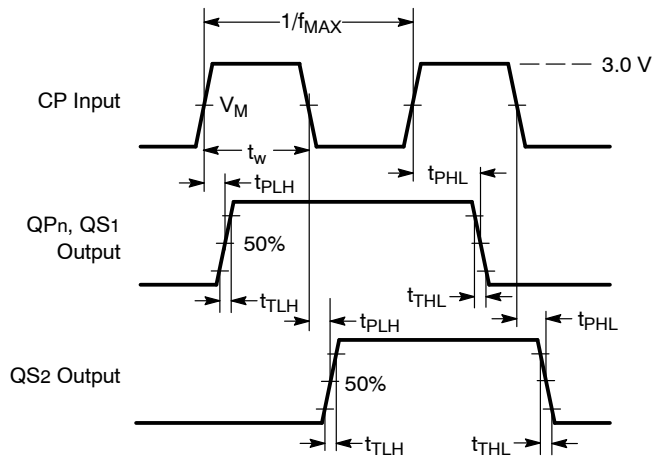 1/fMAX
3.0 V
CP Input
VM
tw
tPLH
tPHL
QPn, QS1
Output
50%
tTLH
tTHL
tPLH
tPHL
QS2 Output
50%
tTLH
tTHL